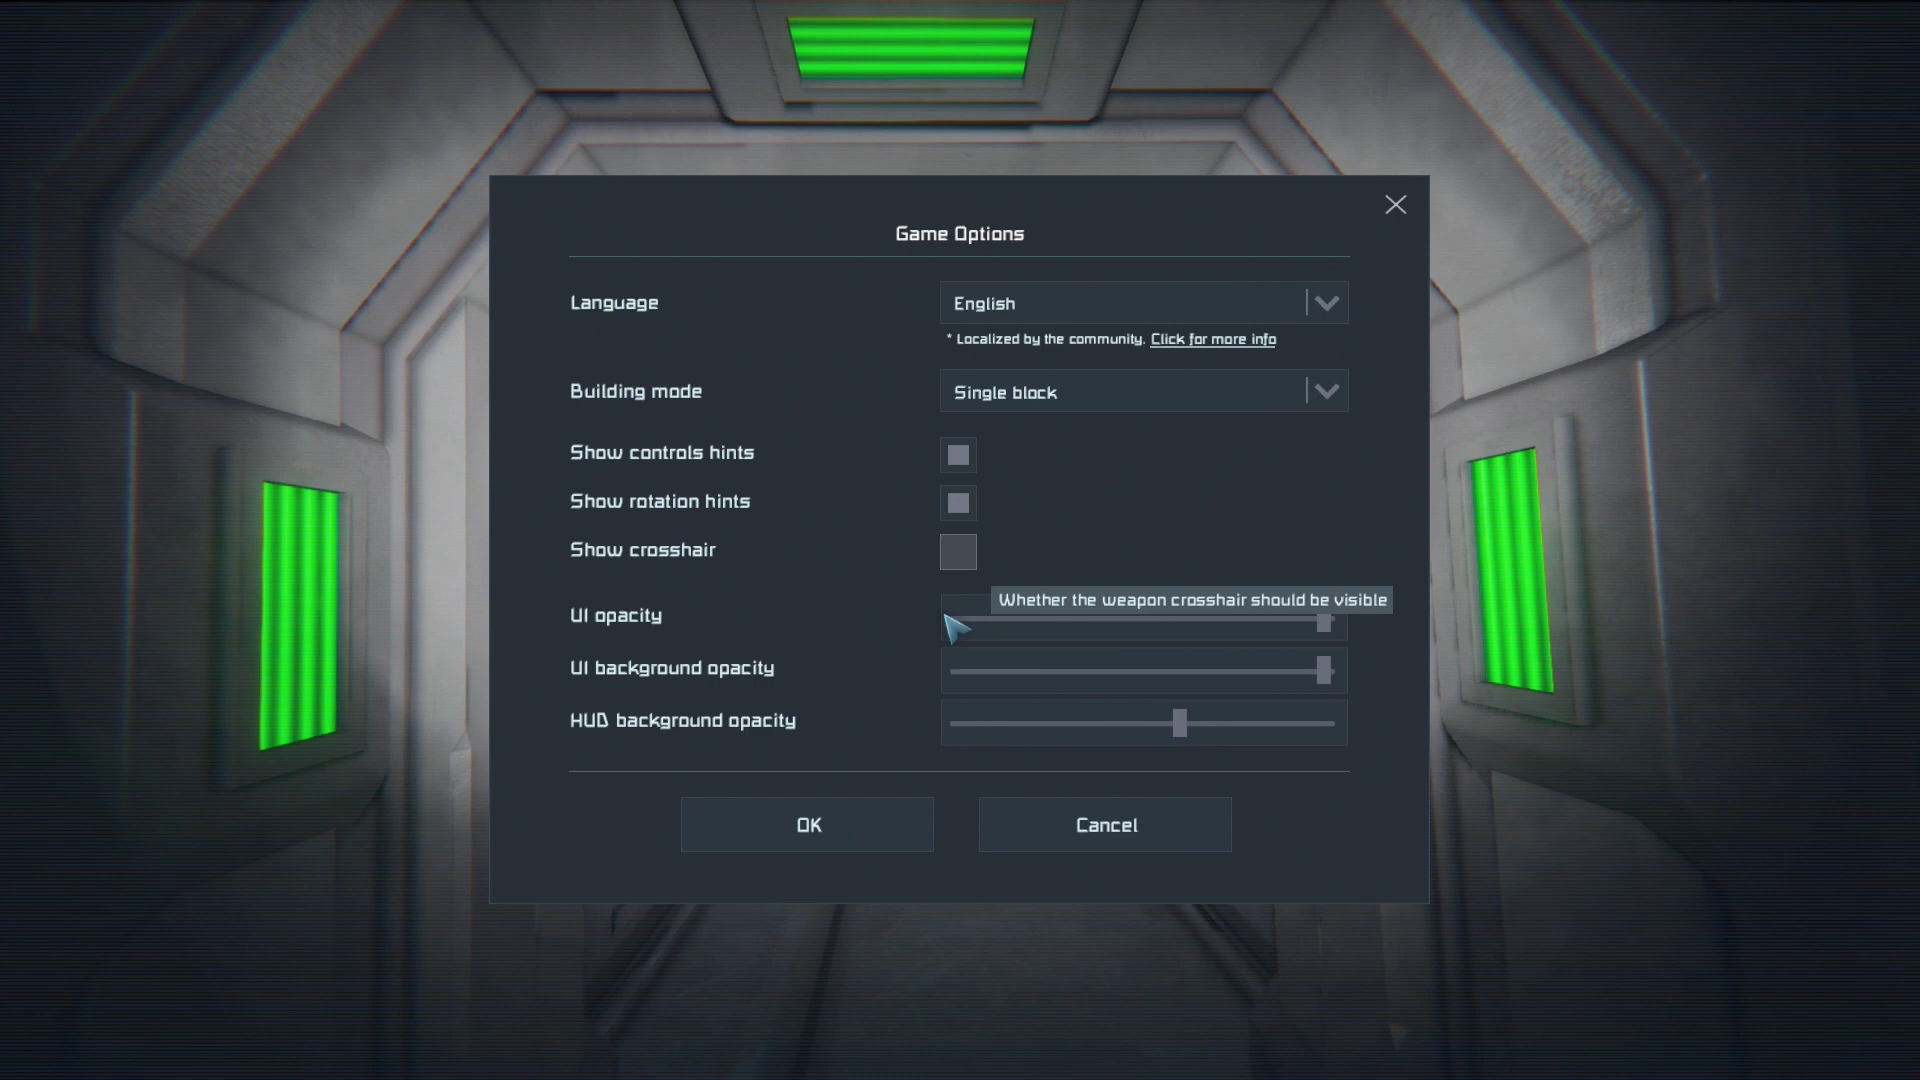 Game Options
Language
English
* Localized by the community. Click for more info
Building mode
Single block
Show controls hints
Show rotation hints
Show crosshair
Whether the weapon crosshair should be visible
UI opacity
UI background opacity
HUD background opacity
OK
Cancel